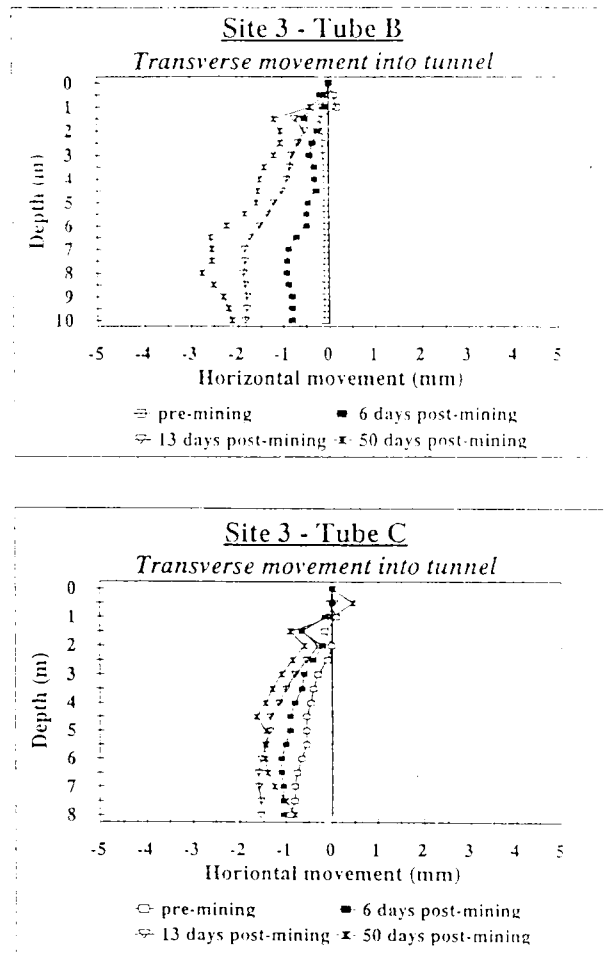 Site 3 - Tube B
Transverse movement into tunnel
0
1
2
3
4
5
6
7
8
9
10
Depth (m)
-5 -4 -3 -2 -1 0 1 2 3 4 5
Horizontal movement (mm)
pre-mining 6 days post-mining
13 days post-mining 50 days post-mining
Site 3 - Tube C
Transverse movement into tunnel
0
1
2
3
4
5
6
7
8
Depth (m)
-5 -4 -3 -2 -1 0 1 2 3 4 5
Horiontal movement (mm)
pre-mining 6 days post-mining
13 days post-mining 50 days post-mining